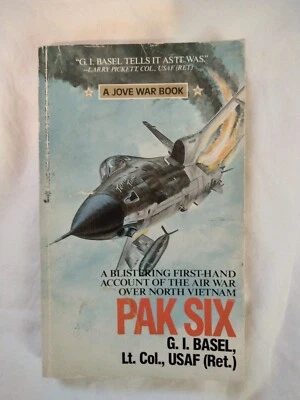 "G. I. BASEL TELLS IT AS IT WAS."
—LARRY PICKETT, COL., USAF (RET)
A JOVE WAR BOOK
A BLISTERING FIRST-HAND
ACCOUNT OF THE AIR WAR
OVER NORTH VIETNAM
PAK SIX
G. I. BASEL,
Lt. Col., USAF (Ret.)